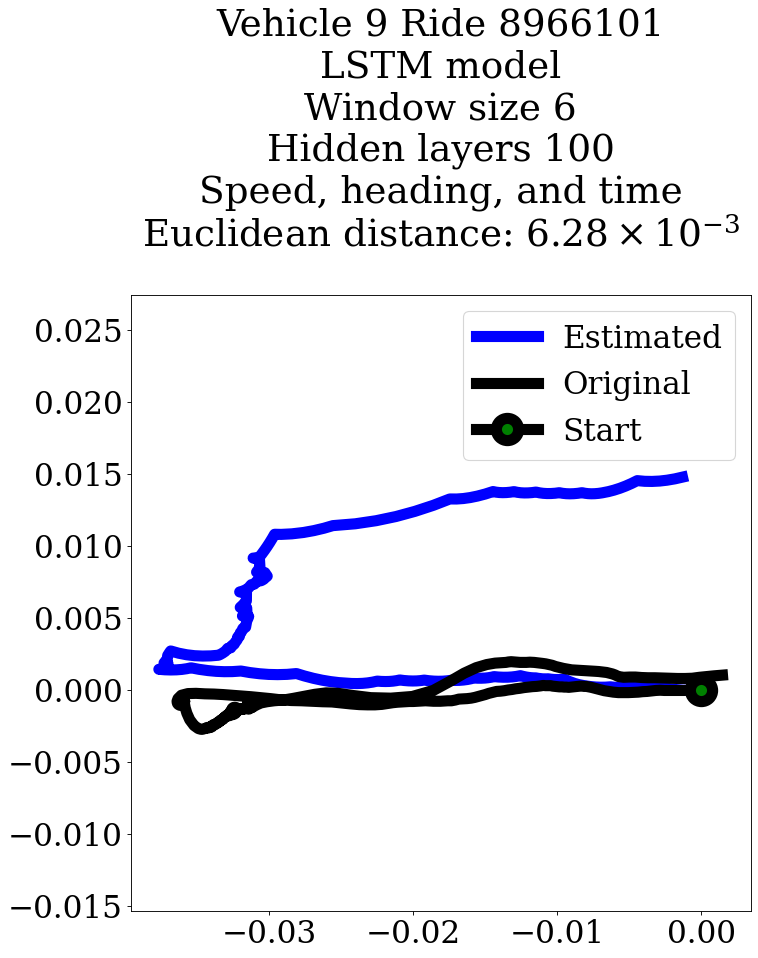 Vehicle 9 Ride 8966101
LSTM model
Window size 6
Hidden layers 100
Speed, heading, and time
Euclidean distance: 6.28 × 10⁻³
Estimated
Original
Start
0.025
0.020
0.015
0.010
0.005
0.000
−0.005
−0.010
−0.015
−0.03 −0.02 −0.01 0.00